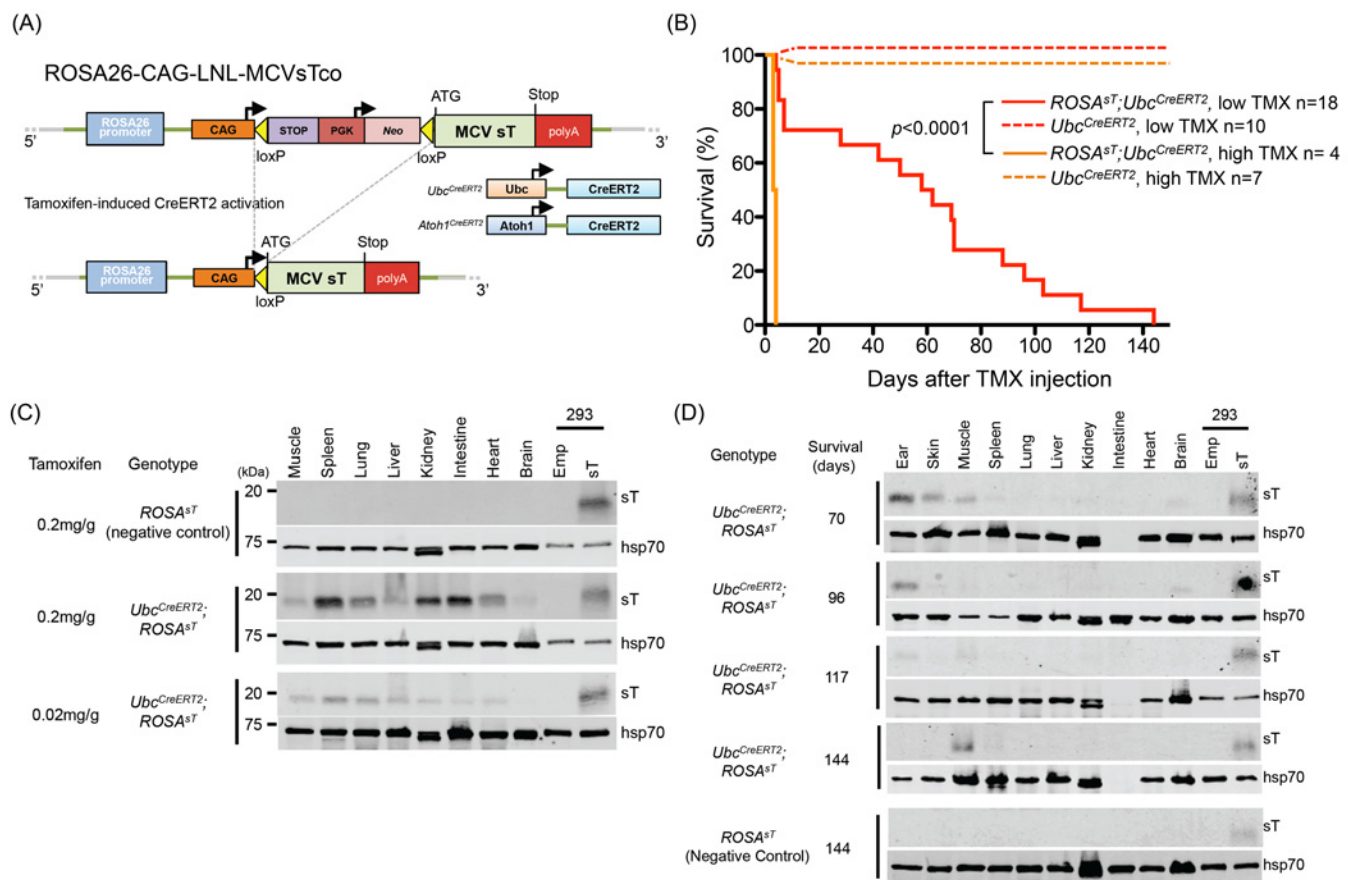 (A)
ROSA26-CAG-LNL-MCVsTco
ATG Stop
5' ROSA26 promoter CAG STOP PGK Neo MCV sT polyA 3'
loxP loxP
Ubc^CreERT2 Ubc CreERT2
Tamoxifen-induced CreERT2 activation
Atoh1^CreERT2 Atoh1 CreERT2
ATG Stop
5' ROSA26 promoter CAG MCV sT polyA 3'
loxP
(B)
Survival (%)
100
80
60
40
20
0
0 20 40 60 80 100 120 140
Days after TMX injection
p<0.0001
ROSA^sT;Ubc^CreERT2, low TMX n=18
Ubc^CreERT2, low TMX n=10
ROSA^sT;Ubc^CreERT2, high TMX n= 4
Ubc^CreERT2, high TMX n=7
(C)
293
Tamoxifen Genotype (kDa) Muscle Spleen Lung Liver Kidney Intestine Heart Brain Emp sT
0.2mg/g ROSA^sT (negative control) 20 sT
75 hsp70
0.2mg/g Ubc^CreERT2; ROSA^sT 20 sT
75 hsp70
0.02mg/g Ubc^CreERT2; ROSA^sT 20 sT
75 hsp70
(D)
293
Genotype Survival (days) Ear Skin Muscle Spleen Lung Liver Kidney Intestine Heart Brain Emp sT
Ubc^CreERT2; ROSA^sT 70 sT
hsp70
Ubc^CreERT2; ROSA^sT 96 sT
hsp70
Ubc^CreERT2; ROSA^sT 117 sT
hsp70
Ubc^CreERT2; ROSA^sT 144 sT
hsp70
ROSA^sT (Negative Control) 144 sT
hsp70